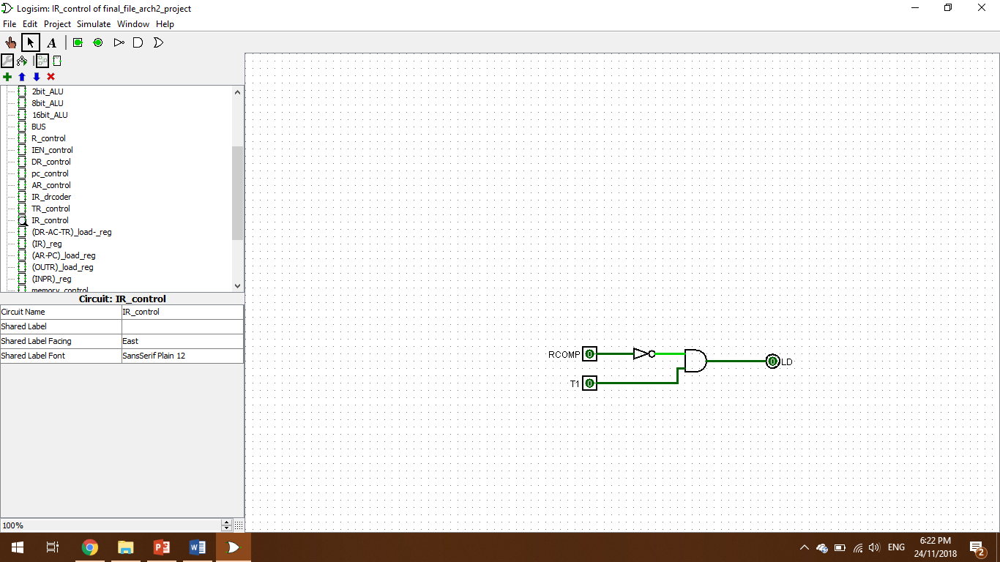 Logisim: IR_control of final_file_arch2_project
File Edit Project Simulate Window Help
A
2bit_ALU
8bit_ALU
16bit_ALU
BUS
R_control
IEN_control
DR_control
pc_control
AR_control
IR_drcoder
TR_control
IR_control
(DR-AC-TR)_load-_reg
(IR)_reg
(AR-PC)_load_reg
(OUTR)_load_reg
(INPR)_reg
memory_control
Circuit: IR_control
Circuit Name IR_control
Shared Label
Shared Label Facing East
Shared Label Font SansSerif Plain 12
RCOMP 0
0 LD
T1 0
100%
ENG
6:22 PM
24/11/2018
2